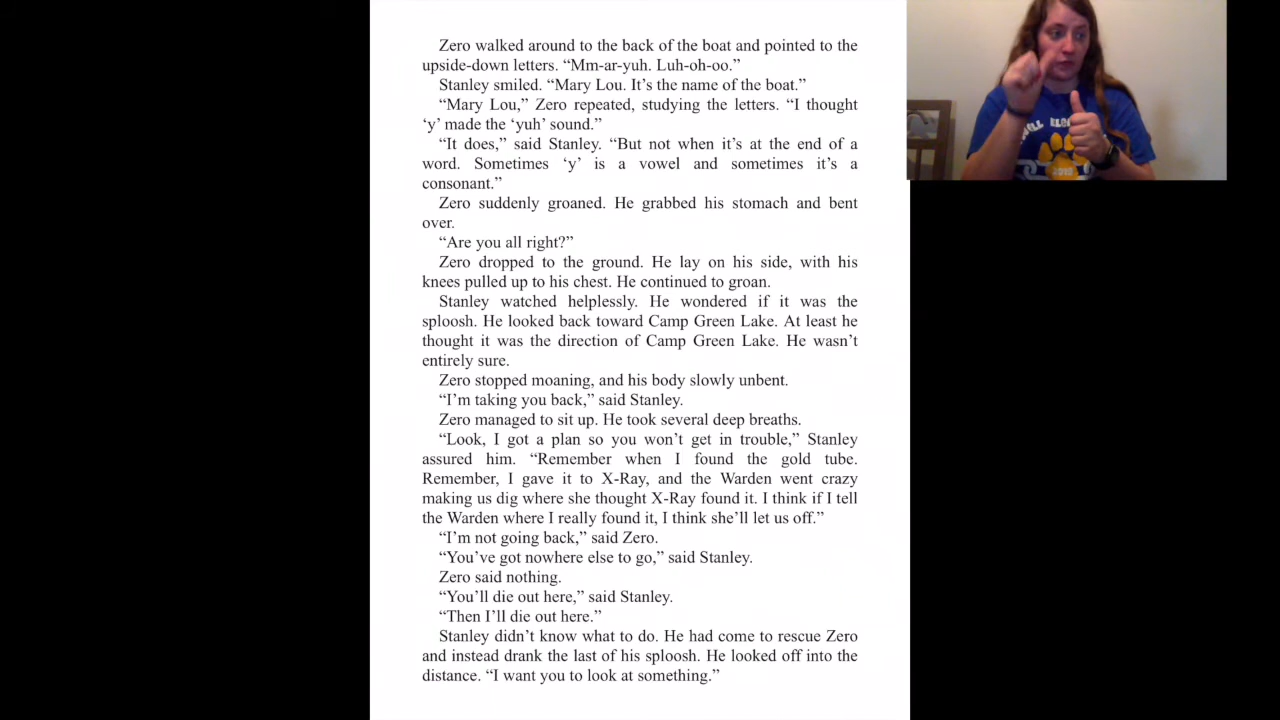 Zero walked around to the back of the boat and pointed to the
upside-down letters. “Mm-ar-yuh. Luh-oh-oo.”
Stanley smiled. “Mary Lou. It’s the name of the boat.”
“Mary Lou,” Zero repeated, studying the letters. “I thought
‘y’ made the ‘yuh’ sound.”
“It does,” said Stanley. “But not when it’s at the end of a
word. Sometimes ‘y’ is a vowel and sometimes it’s a
consonant.”
Zero suddenly groaned. He grabbed his stomach and bent
over.
“Are you all right?”
Zero dropped to the ground. He lay on his side, with his
knees pulled up to his chest. He continued to groan.
Stanley watched helplessly. He wondered if it was the
sploosh. He looked back toward Camp Green Lake. At least he
thought it was the direction of Camp Green Lake. He wasn’t
entirely sure.
Zero stopped moaning, and his body slowly unbent.
“I’m taking you back,” said Stanley.
Zero managed to sit up. He took several deep breaths.
“Look, I got a plan so you won’t get in trouble,” Stanley
assured him. “Remember when I found the gold tube.
Remember, I gave it to X-Ray, and the Warden went crazy
making us dig where she thought X-Ray found it. I think if I tell
the Warden where I really found it, I think she’ll let us off.”
“I’m not going back,” said Zero.
“You’ve got nowhere else to go,” said Stanley.
Zero said nothing.
“You’ll die out here,” said Stanley.
“Then I’ll die out here.”
Stanley didn’t know what to do. He had come to rescue Zero
and instead drank the last of his sploosh. He looked off into the
distance. “I want you to look at something.”